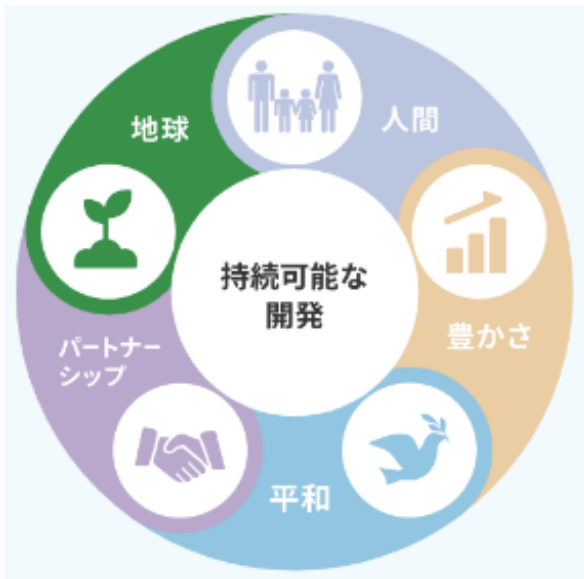 持続可能な
開発
人間
豊かさ
平和
パートナー
シップ
地球